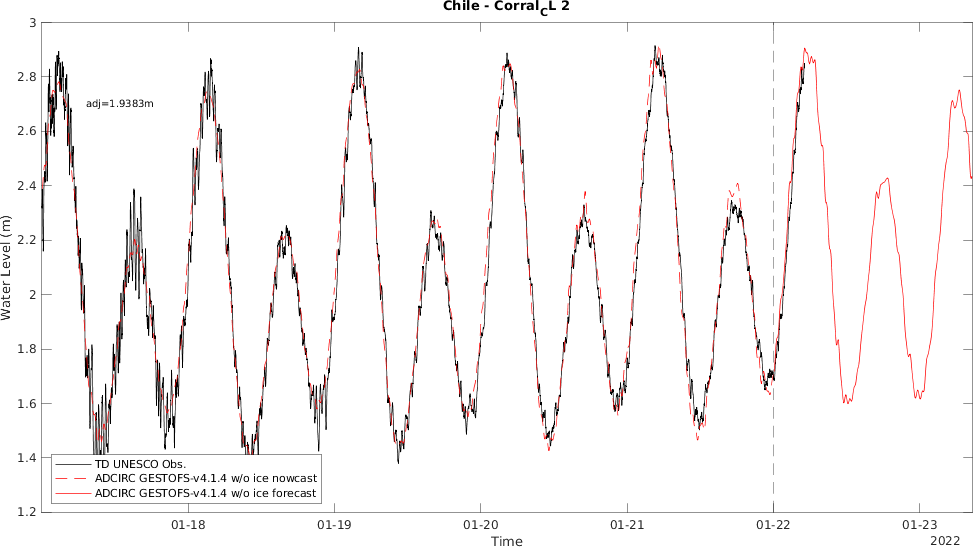 Chile - Corral_CL 2
3
2.8
2.6
2.4
2.2
2
1.8
1.6
1.4
1.2
Water Level (m)
adj=1.9383m
TD UNESCO Obs.
ADCIRC GESTOFS-v4.1.4 w/o ice nowcast
ADCIRC GESTOFS-v4.1.4 w/o ice forecast
01-18 01-19 01-20 01-21 01-22 01-23
Time
2022